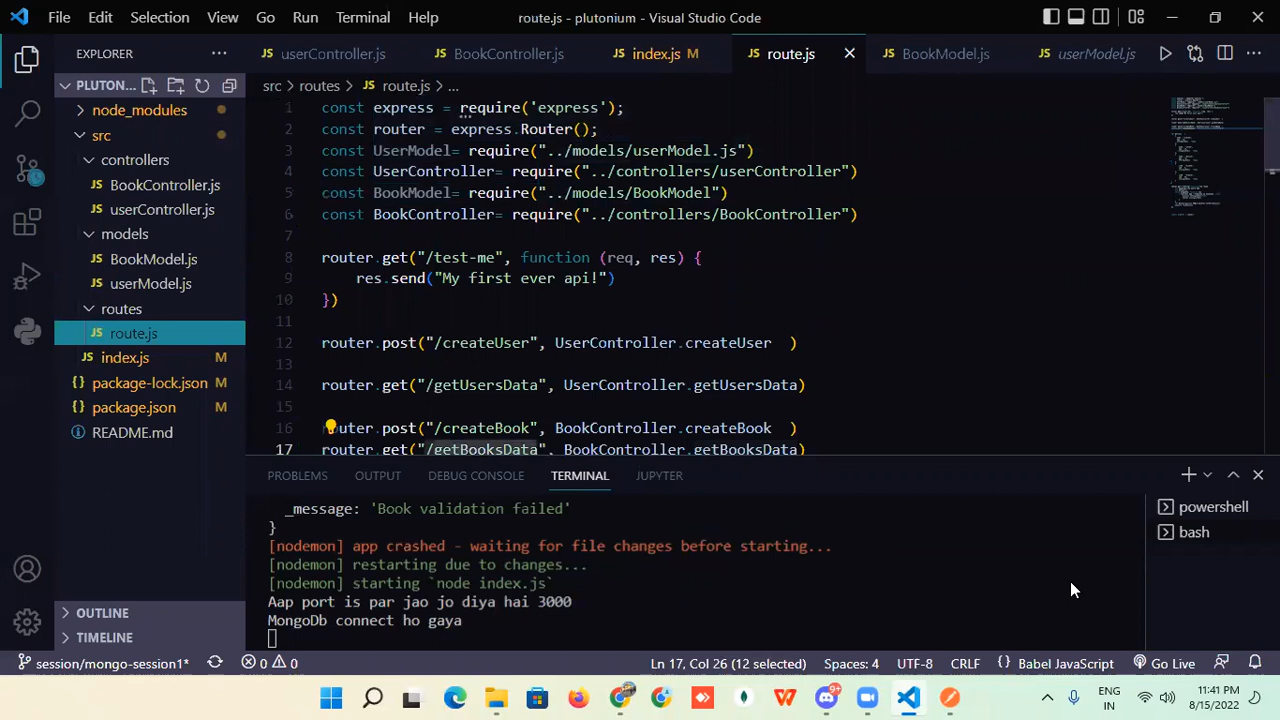 File Edit Selection View Go Run Terminal Help route.js - plutonium - Visual Studio Code
EXPLORER
userController.js BookController.js index.js M route.js BookModel.js userModel.js
PLUTON...
src > routes > JS route.js > ...
node_modules
src
controllers
JS BookController.js
JS userController.js
models
JS BookModel.js
JS userModel.js
routes
JS route.js
JS index.js M
package-lock.json M
package.json M
README.md
OUTLINE
TIMELINE
1 const express = require('express');
2 const router = express.Router();
3 const UserModel= require("../models/userModel.js")
4 const UserController= require("../controllers/userController")
5 const BookModel= require("../models/BookModel")
6 const BookController= require("../controllers/BookController")
7
8 router.get("/test-me", function (req, res) {
9 res.send("My first ever api!")
10 })
11
12 router.post("/createUser", UserController.createUser )
13
14 router.get("/getUsersData", UserController.getUsersData)
15
16 router.post("/createBook", BookController.createBook )
17 router.get("/getBooksData", BookController.getBooksData)
PROBLEMS OUTPUT DEBUG CONSOLE TERMINAL JUPYTER
_message: 'Book validation failed'
}
[nodemon] app crashed - waiting for file changes before starting...
[nodemon] restarting due to changes...
[nodemon] starting `node index.js`
Aap port is par jao jo diya hai 3000
MongoDb connect ho gaya
powershell
bash
session/mongo-session1* 0 0 Ln 17, Col 26 (12 selected) Spaces: 4 UTF-8 CRLF Babel JavaScript Go Live
9+
ENG
IN
11:41 PM
8/15/2022